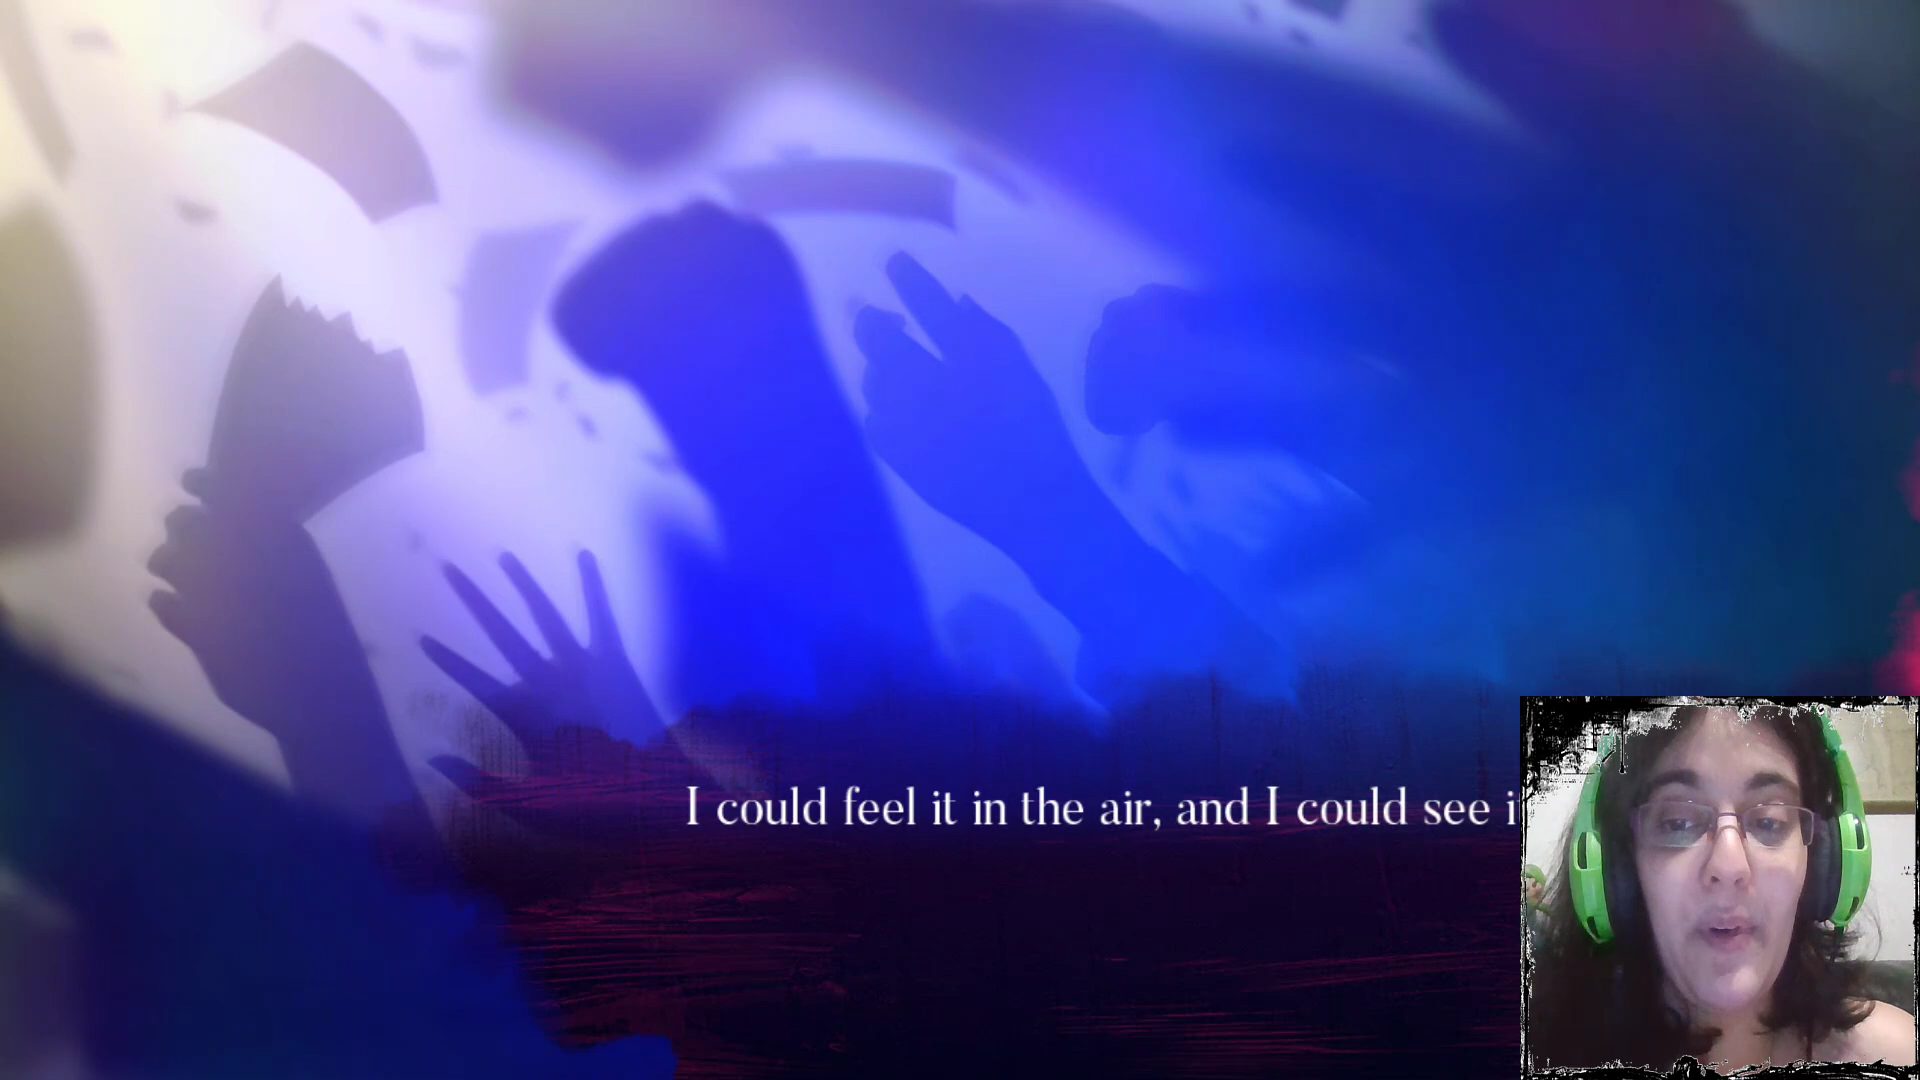 I could feel it in the air, and I could see